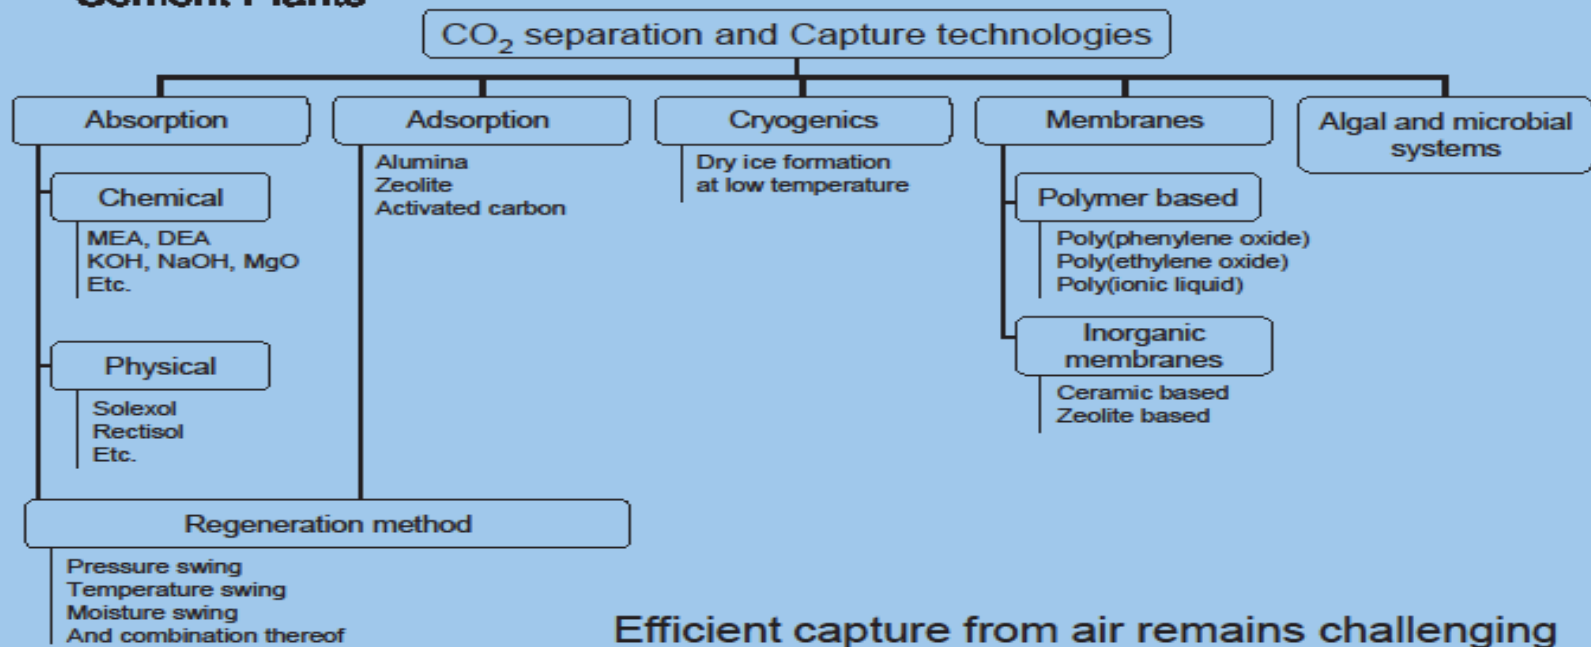 Cement Plants
CO₂ separation and Capture technologies
Absorption
Chemical
MEA, DEA
KOH, NaOH, MgO
Etc.
Physical
Solexol
Rectisol
Etc.
Adsorption
Alumina
Zeolite
Activated carbon
Regeneration method
Pressure swing
Temperature swing
Moisture swing
And combination thereof
Cryogenics
Dry ice formation
at low temperature
Membranes
Polymer based
Poly(phenylene oxide)
Poly(ethylene oxide)
Poly(ionic liquid)
Inorganic
membranes
Ceramic based
Zeolite based
Algal and microbial
systems
Efficient capture from air remains challenging